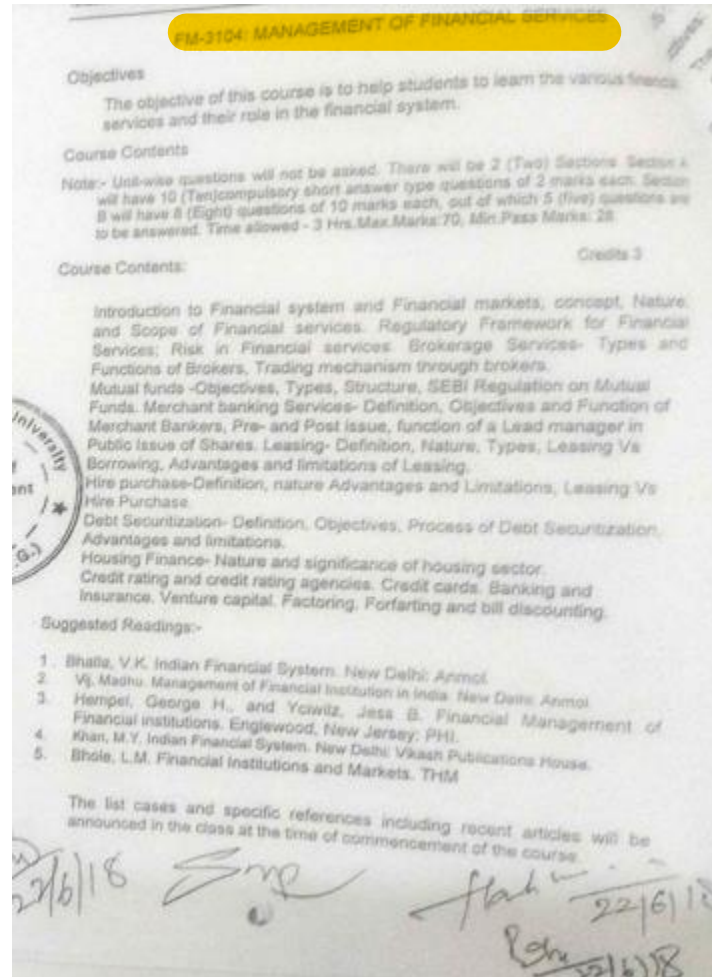 FM-3104: MANAGEMENT OF FINANCIAL SERVICES
Objectives
The objective of this course is to help students to learn the various finance
services and their role in the financial system.
Course Contents
Note:- Unit-wise questions will not be asked. There will be 2 (Two) Sections. Section A
will have 10 (Ten)compulsory short answer type questions of 2 marks each. Section
B will have 8 (Eight) questions of 10 marks each, out of which 5 (five) questions are
to be answered. Time allowed - 3 Hrs.Max.Marks:70, Min.Pass Marks: 28
Credits 3
Course Contents:
Introduction to Financial system and Financial markets, concept, Nature
and Scope of Financial services. Regulatory Framework for Financial
Services; Risk in Financial services. Brokerage Services- Types and
Functions of Brokers, Trading mechanism through brokers.
Mutual funds -Objectives, Types, Structure, SEBI Regulation on Mutual
Funds. Merchant banking Services- Definition, Objectives and Function of
Merchant Bankers, Pre- and Post issue, function of a Lead manager in
Public Issue of Shares. Leasing- Definition, Nature, Types, Leasing Vs
Borrowing, Advantages and limitations of Leasing.
Hire purchase-Definition, nature Advantages and Limitations, Leasing Vs
Hire Purchase.
Debt Securitization- Definition, Objectives, Process of Debt Securitization,
Advantages and limitations.
Housing Finance- Nature and significance of housing sector.
Credit rating and credit rating agencies. Credit cards. Banking and
Insurance. Venture capital. Factoring. Forfarting and bill discounting.
Suggested Readings:-
1. Bhalla, V.K. Indian Financial System. New Delhi: Anmol.
2. Vij, Madhu. Management of Financial Institution in India. New Delhi: Anmol
3. Hempel, George H., and Yciwilz, Jess B. Financial Management of
Financial institutions. Englewood, New Jersey: PHI.
4. Khan, M.Y. Indian Financial System. New Delhi: Vikash Publications House.
5. Bhole, L.M. Financial Institutions and Markets. THM
The list cases and specific references including recent articles will be
announced in the class at the time of commencement of the course.
22/6/18
22/6/18